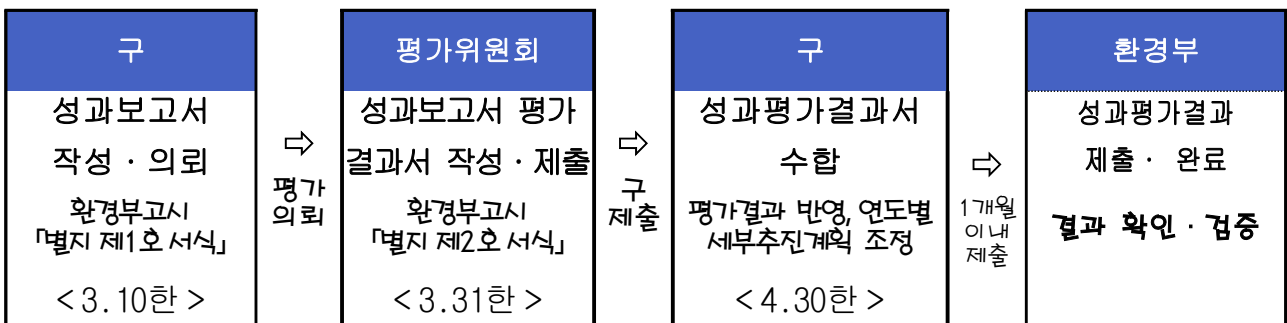 구
성과보고서
작성 · 의뢰
환경부고시
「별지 제1호 서식」
<3.10한>
⇨
평가
의뢰
평가위원회
성과보고서 평가
결과서 작성 · 제출
환경부고시
「별지 제2호 서식」
<3.31한>
⇨
구
제출
구
성과평가결과서
수합
평가결과 반영, 연도별
세부추진계획 조정
<4.30한>
⇨
1개월
이내
제출
환경부
성과평가결과
제출 · 완료
결과 확인 · 검증